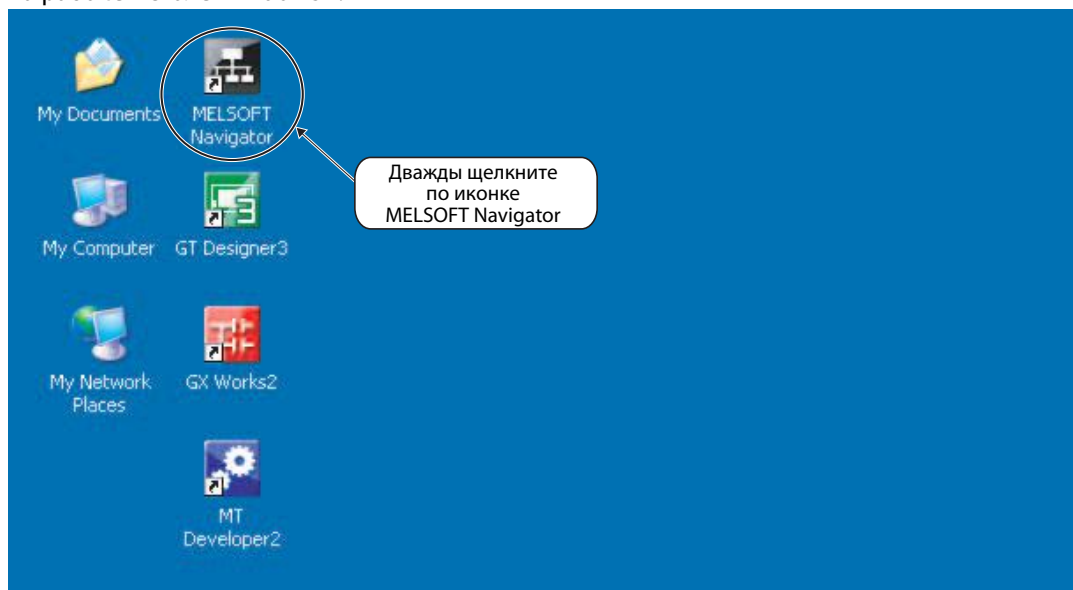 My Documents
MELSOFT
Navigator
Дважды щелкните
по иконке
MELSOFT Navigator
My Computer
GT Designer3
My Network
Places
GX Works2
MT
Developer2